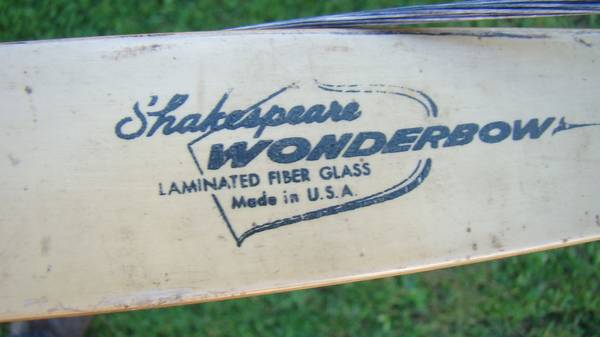 Shakespeare
WONDERBOW
LAMINATED FIBER GLASS
Made in U.S.A.